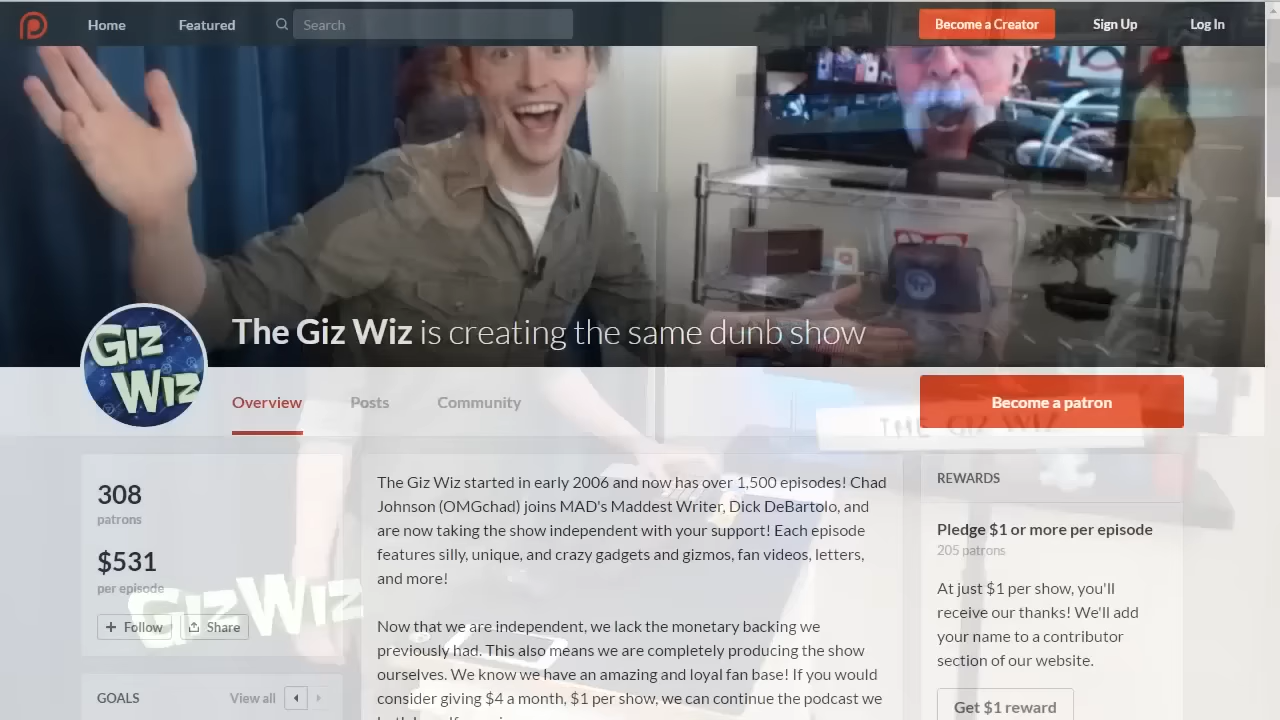 Home
Featured
Search
Become a Creator
Sign Up
Log In
The Giz Wiz is creating the same dunb show
GIZ
WIZ
Overview
Posts
Community
Become a patron
THE GIZ WIZ
308
patrons
$531
per episode
GIZWIZ
+ Follow
Share
GOALS
View all
The Giz Wiz started in early 2006 and now has over 1,500 episodes! Chad
Johnson (OMGchad) joins MAD's Maddest Writer, Dick DeBartolo, and
are now taking the show independent with your support! Each episode
features silly, unique, and crazy gadgets and gizmos, fan videos, letters,
and more!
Now that we are independent, we lack the monetary backing we
previously had. This also means we are completely producing the show
ourselves. We know we have an amazing and loyal fan base! If you would
consider giving $4 a month, $1 per show, we can continue the podcast we
REWARDS
Pledge $1 or more per episode
205 patrons
At just $1 per show, you'll
receive our thanks! We'll add
your name to a contributor
section of our website.
Get $1 reward